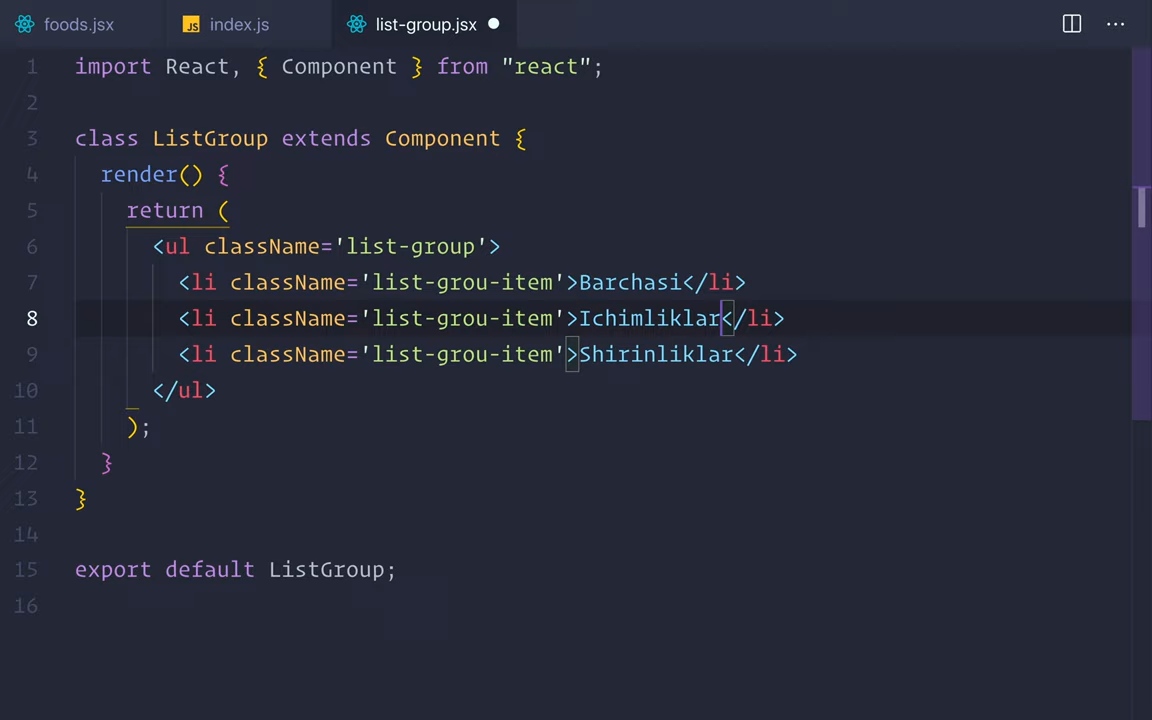 foods.jsx JS index.js list-group.jsx ...
1 import React, { Component } from "react";
2
3 class ListGroup extends Component {
4   render() {
5     return (
6       <ul className='list-group'>
7         <li className='list-grou-item'>Barchasi</li>
8         <li className='list-grou-item'>Ichimliklar</li>
9         <li className='list-grou-item'>Shirinliklar</li>
10       </ul>
11     );
12   }
13 }
14
15 export default ListGroup;
16